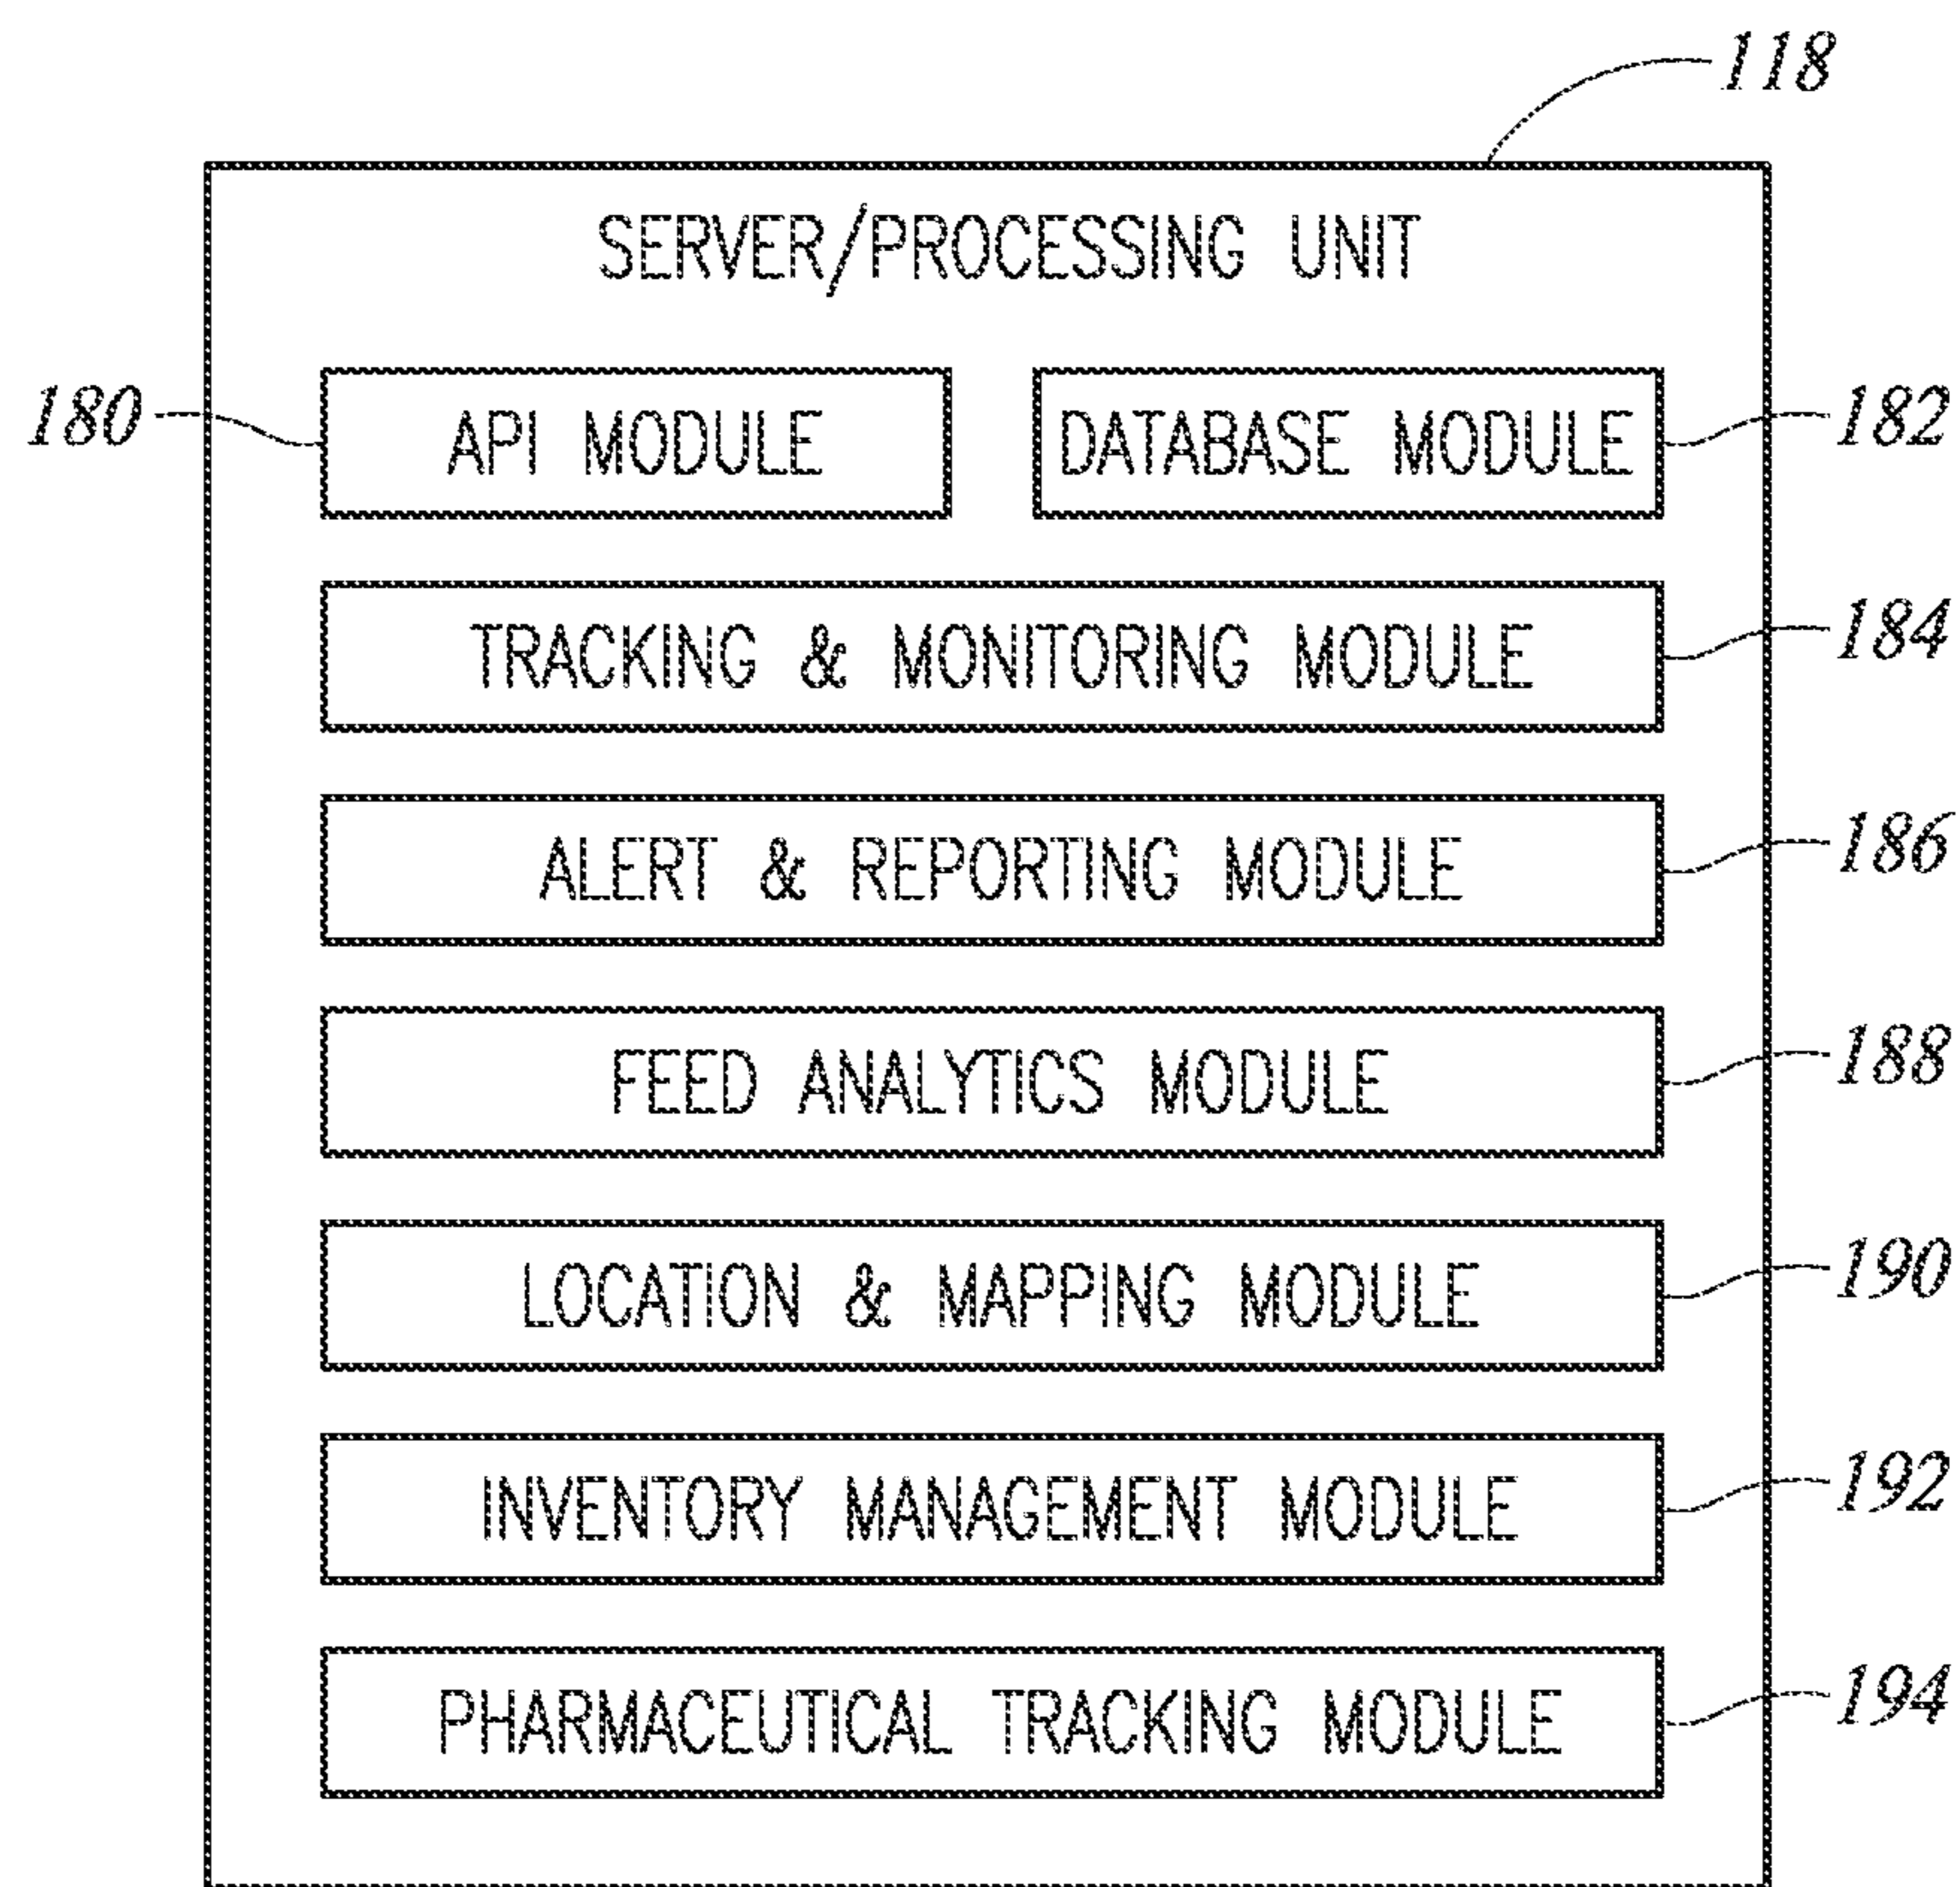 118
SERVER/PROCESSING UNIT
180 API MODULE DATABASE MODULE 182
TRACKING & MONITORING MODULE 184
ALERT & REPORTING MODULE 186
FEED ANALYTICS MODULE 188
LOCATION & MAPPING MODULE 190
INVENTORY MANAGEMENT MODULE 192
PHARMACEUTICAL TRACKING MODULE 194